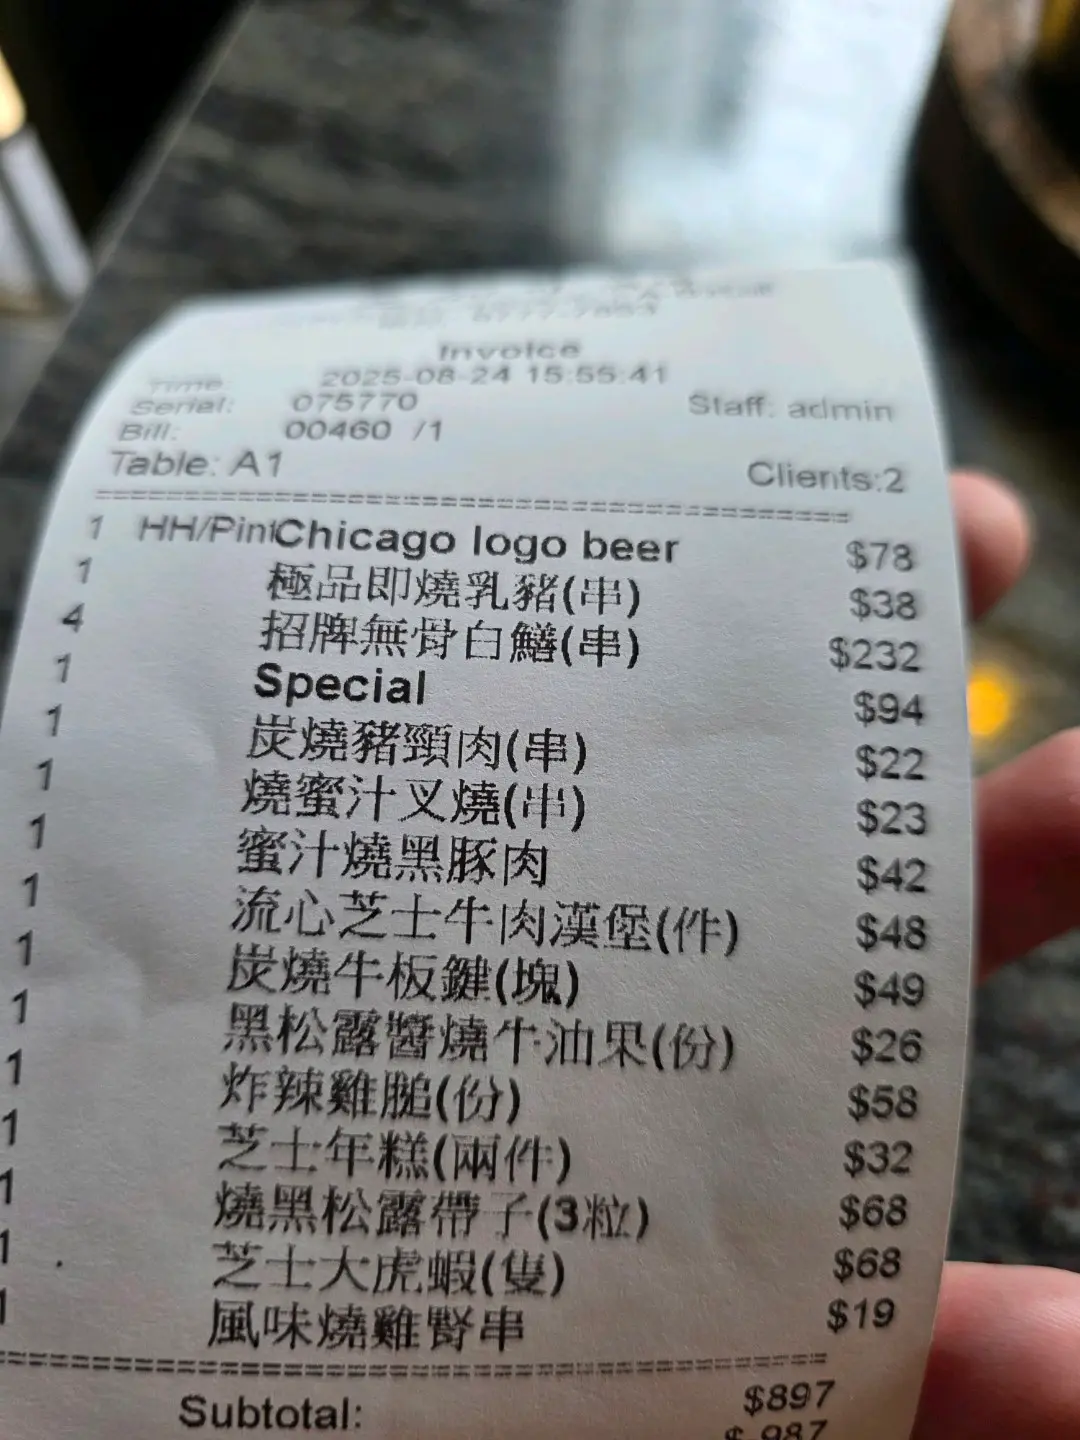 Invoice
Time: 2025-08-24 15:55:41
Serial: 075770 Staff: admin
Bill: 00460 /1
Table: A1 Clients:2
1 HH/Pint Chicago logo beer $78
1 極品即燒乳豬(串) $38
4 招牌無骨白鱔(串) $232
1 Special $94
1 炭燒豬頸肉(串) $22
1 燒蜜汁叉燒(串) $23
1 蜜汁燒黑豚肉 $42
1 流心芝士牛肉漢堡(件) $48
1 炭燒牛板鍵(塊) $49
1 黑松露醬燒牛油果(份) $26
1 炸辣雞膇(份) $58
1 芝士年糕(兩件) $32
1 燒黑松露帶子(3粒) $68
1 芝士大虎蝦(隻) $68
1 風味燒雞腎串 $19
Subtotal: $897
$-987